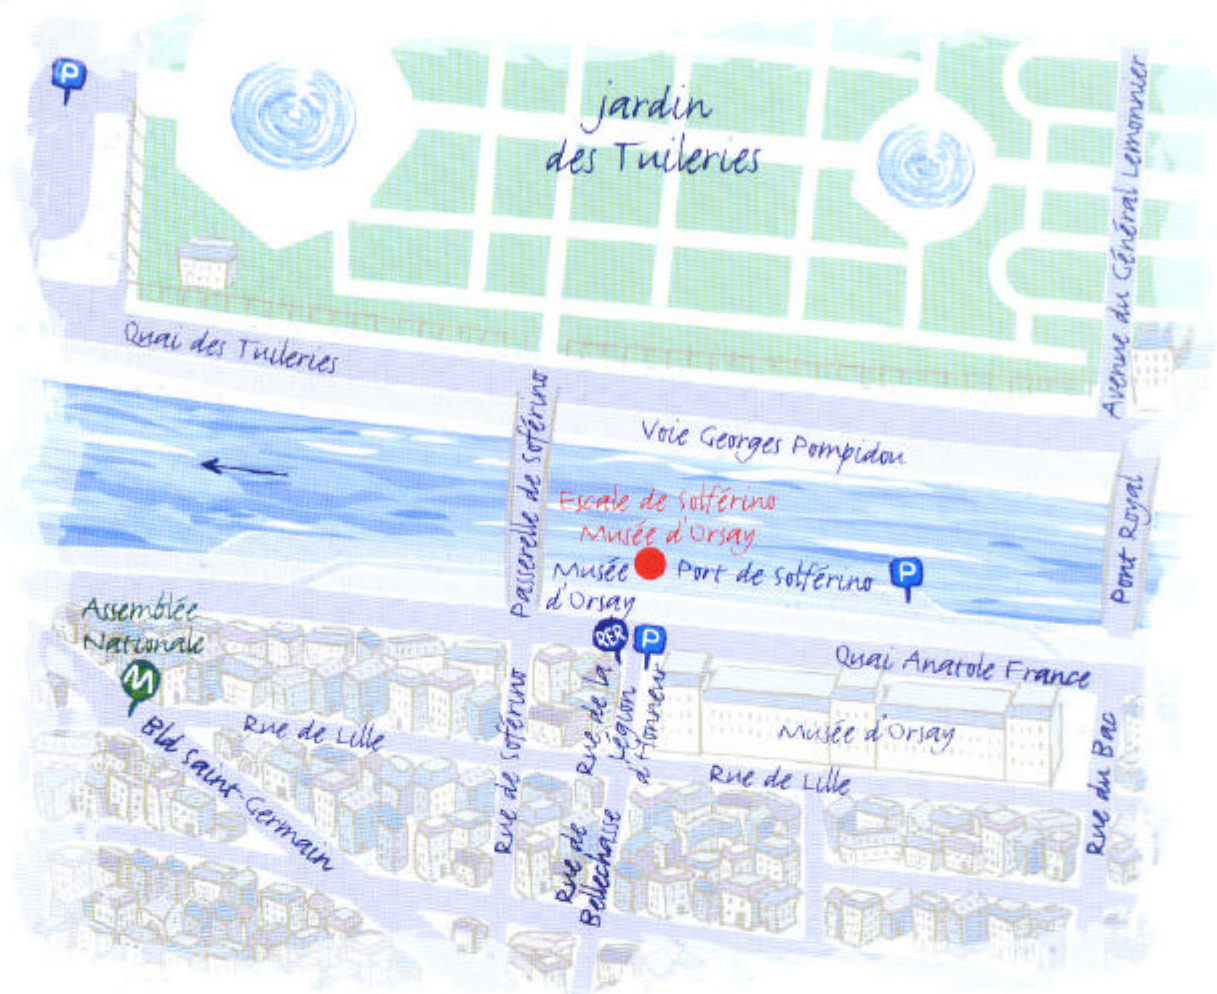 P
jardin
des Tuileries
Avenue du Général Lemonnier
Quai des Tuileries
Voie Georges Pompidou
Passerelle de Soférino
Pont Royal
Escale de Solférino
Musée d'Orsay
Musée
d'Orsay
Port de Solférino
P
RER
P
Assemblée
Nationale
M
Quai Anatole France
Rue de Lille
Bld Saint-Germain
Rue de Soférino
Rue de la
Légion
d'Honneur
Musée d'Orsay
Rue de Lille
Rue du Bac
Rue de
Bellechasse